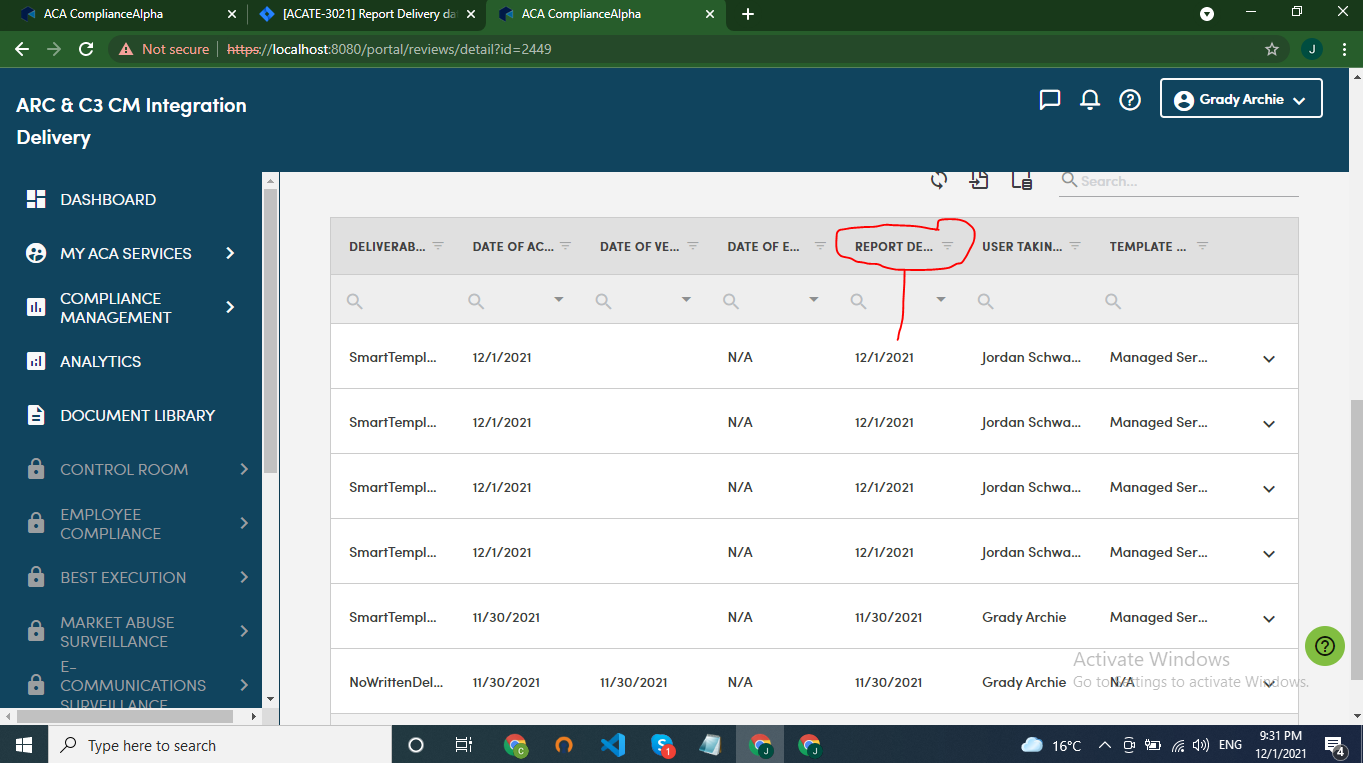 ACA ComplianceAlpha
[ACATE-3021] Report Delivery da
ACA ComplianceAlpha
Not secure
https://localhost:8080/portal/reviews/detail?id=2449
J
ARC & C3 CM Integration
Delivery
Grady Archie
DASHBOARD
MY ACA SERVICES
COMPLIANCE
MANAGEMENT
ANALYTICS
DOCUMENT LIBRARY
CONTROL ROOM
EMPLOYEE
COMPLIANCE
BEST EXECUTION
MARKET ABUSE
SURVEILLANCE
E-
COMMUNICATIONS
SURVEILLANCE
Search...
DELIVERAB... DATE OF AC... DATE OF VE... DATE OF E... REPORT DE... USER TAKIN... TEMPLATE ...
SmartTempl... 12/1/2021 N/A 12/1/2021 Jordan Schwa... Managed Ser...
SmartTempl... 12/1/2021 N/A 12/1/2021 Jordan Schwa... Managed Ser...
SmartTempl... 12/1/2021 N/A 12/1/2021 Jordan Schwa... Managed Ser...
SmartTempl... 12/1/2021 N/A 12/1/2021 Jordan Schwa... Managed Ser...
SmartTempl... 11/30/2021 N/A 11/30/2021 Grady Archie Managed Ser...
NoWrittenDel... 11/30/2021 11/30/2021 N/A 11/30/2021 Grady Archie N/A
Activate Windows
Go to Settings to activate Windows.
Type here to search
C
1
J
J
16°C
ENG
9:31 PM
12/1/2021
4